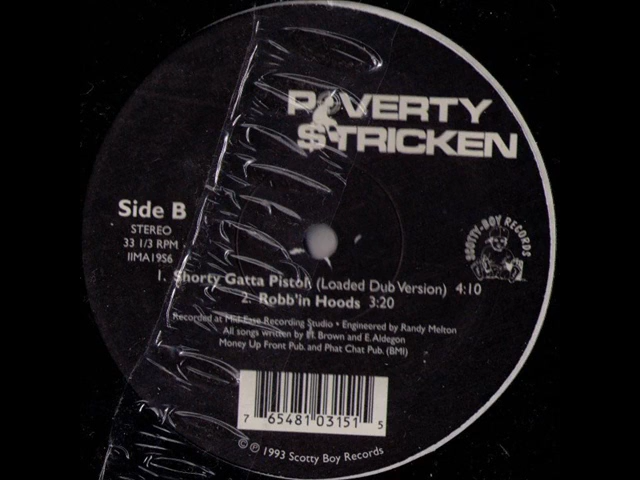 POVERTY
$TRICKEN
Side B
STEREO
33 1/3 RPM
IIMA19S6
SCOTTY-BOY RECORDS
1. Shorty Gatta Pistol (Loaded Dub Version) 4:10
2. Robb'in Hoods 3:20
Recorded at Mid-Ease Recording Studio • Engineered by Randy Melton
All songs written by M. Brown and E. Aldegon
Money Up Front Pub. and Phat Chat Pub. (BMI)
7 65481 03151 5
© ℗ 1993 Scotty Boy Records